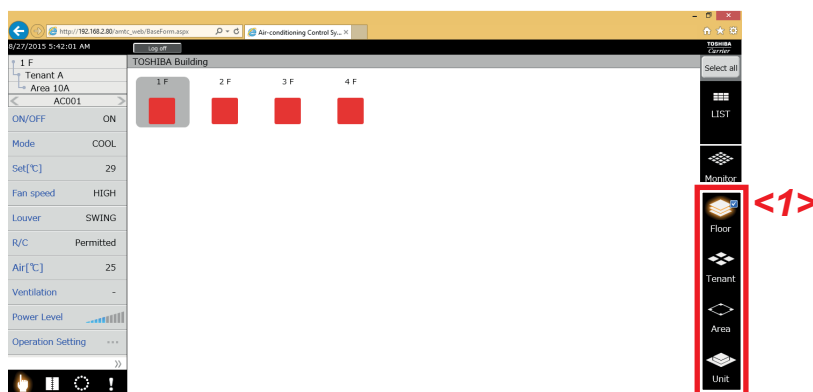 http://192.168.2.80/amtc_web/BaseForm.aspx
Air-conditioning Control Sy... ×
8/27/2015 5:42:01 AM
Log off
TOSHIBA
Carrier
1 F
Tenant A
Area 10A
AC001
ON/OFF ON
Mode COOL
Set[℃] 29
Fan speed HIGH
Louver SWING
R/C Permitted
Air[℃] 25
Ventilation -
Power Level
Operation Setting ...
TOSHIBA Building
1 F 2 F 3 F 4 F
Select all
LIST
Monitor
Floor
Tenant
Area
Unit
<1>